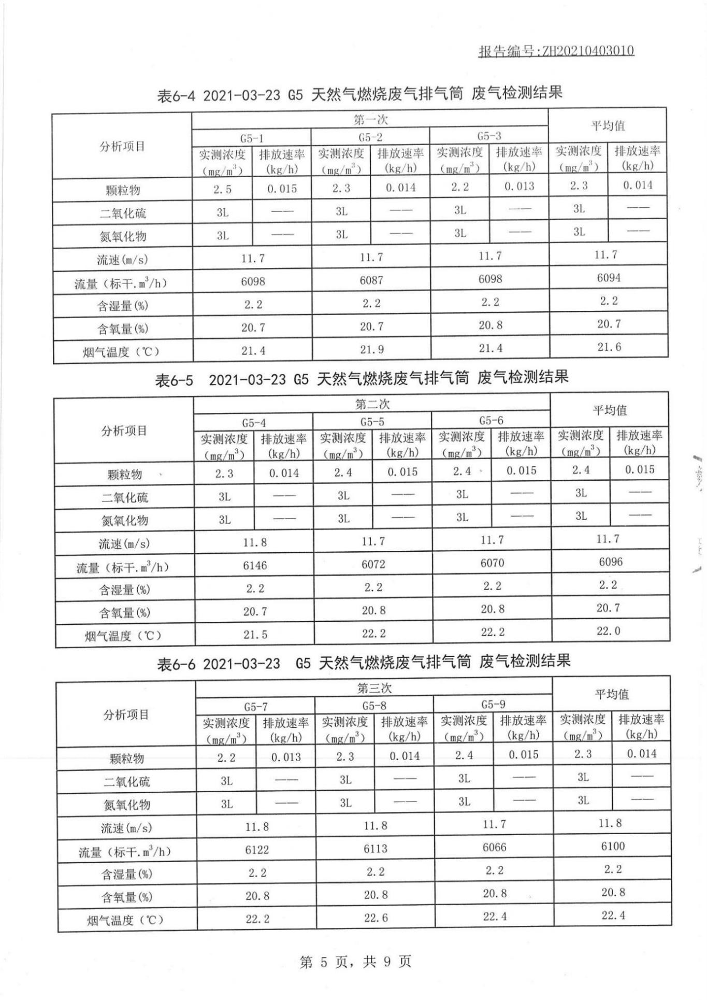 报告编号:ZH20210403010
表6-4 2021-03-23 G5 天然气燃烧废气排气筒 废气检测结果
分析项目 第一次 平均值
G5-1 G5-2 G5-3
实测浓度 排放速率 实测浓度 排放速率 实测浓度 排放速率 实测浓度 排放速率
(mg/m³) (kg/h) (mg/m³) (kg/h) (mg/m³) (kg/h) (mg/m³) (kg/h)
颗粒物 2.5 0.015 2.3 0.014 2.2 0.013 2.3 0.014
二氧化硫 3L —— 3L —— 3L —— 3L ——
氮氧化物 3L —— 3L —— 3L —— 3L ——
流速(m/s) 11.7 11.7 11.7 11.7
流量（标干.m³/h） 6098 6087 6098 6094
含湿量(%) 2.2 2.2 2.2 2.2
含氧量(%) 20.7 20.7 20.8 20.7
烟气温度（℃） 21.4 21.9 21.4 21.6
表6-5 2021-03-23 G5 天然气燃烧废气排气筒 废气检测结果
分析项目 第二次 平均值
G5-4 G5-5 G5-6
实测浓度 排放速率 实测浓度 排放速率 实测浓度 排放速率 实测浓度 排放速率
(mg/m³) (kg/h) (mg/m³) (kg/h) (mg/m³) (kg/h) (mg/m³) (kg/h)
颗粒物 2.3 0.014 2.4 0.015 2.4 0.015 2.4 0.015
二氧化硫 3L —— 3L —— 3L —— 3L ——
氮氧化物 3L —— 3L —— 3L —— 3L ——
流速(m/s) 11.8 11.7 11.7 11.7
流量（标干.m³/h） 6146 6072 6070 6096
含湿量(%) 2.2 2.2 2.2 2.2
含氧量(%) 20.7 20.8 20.8 20.7
烟气温度（℃） 21.5 22.2 22.2 22.0
表6-6 2021-03-23 G5 天然气燃烧废气排气筒 废气检测结果
分析项目 第三次 平均值
G5-7 G5-8 G5-9
实测浓度 排放速率 实测浓度 排放速率 实测浓度 排放速率 实测浓度 排放速率
(mg/m³) (kg/h) (mg/m³) (kg/h) (mg/m³) (kg/h) (mg/m³) (kg/h)
颗粒物 2.2 0.013 2.3 0.014 2.4 0.015 2.3 0.014
二氧化硫 3L —— 3L —— 3L —— 3L ——
氮氧化物 3L —— 3L —— 3L —— 3L ——
流速(m/s) 11.8 11.8 11.7 11.8
流量（标干.m³/h） 6122 6113 6066 6100
含湿量(%) 2.2 2.2 2.2 2.2
含氧量(%) 20.8 20.8 20.8 20.8
烟气温度（℃） 22.2 22.6 22.4 22.4
第 5 页，共 9 页